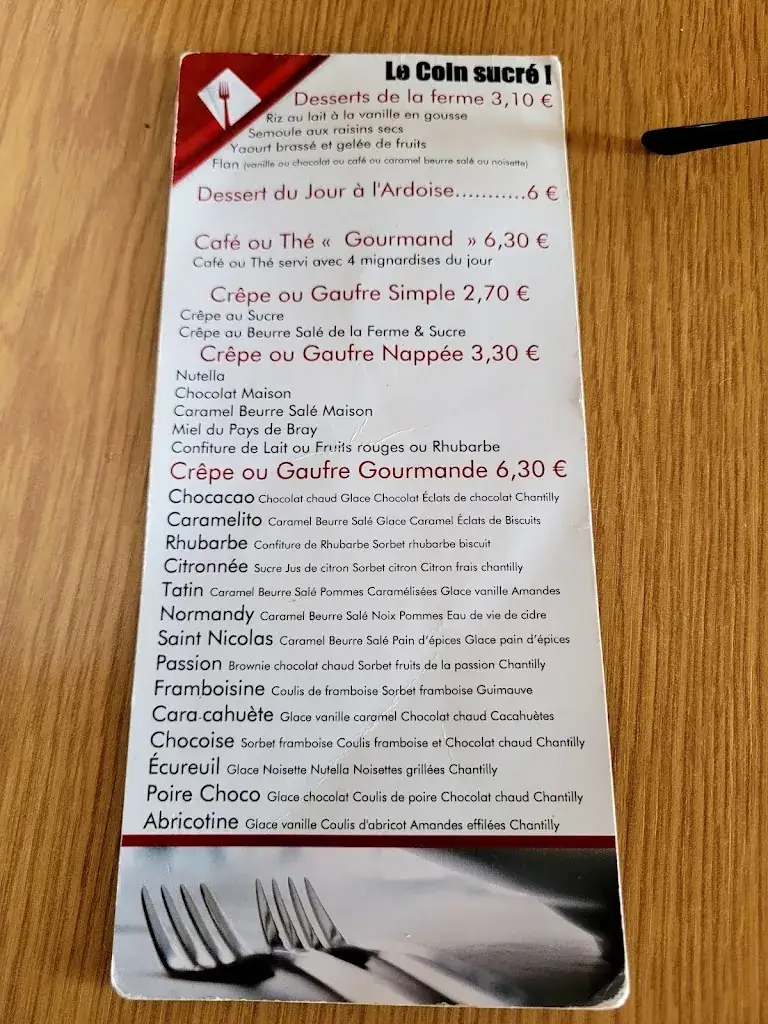 Le Coin sucré !
Desserts de la ferme 3,10 €
Riz au lait à la vanille en gousse
Semoule aux raisins secs
Yaourt brassé et gelée de fruits
Flan (vanille ou chocolat ou café ou caramel beurre salé ou noisette)
Dessert du Jour à l'Ardoise...........6 €
Café ou Thé « Gourmand » 6,30 €
Café ou Thé servi avec 4 mignardises du jour
Crêpe ou Gaufre Simple 2,70 €
Crêpe au Sucre
Crêpe au Beurre Salé de la Ferme & Sucre
Crêpe ou Gaufre Nappée 3,30 €
Nutella
Chocolat Maison
Caramel Beurre Salé Maison
Miel du Pays de Bray
Confiture de Lait ou Fruits rouges ou Rhubarbe
Crêpe ou Gaufre Gourmande 6,30 €
Chocacao Chocolat chaud Glace Chocolat Éclats de chocolat Chantilly
Caramelito Caramel Beurre Salé Glace Caramel Éclats de Biscuits
Rhubarbe Confiture de Rhubarbe Sorbet rhubarbe biscuit
Citronnée Sucre Jus de citron Sorbet citron Citron frais chantilly
Tatin Caramel Beurre Salé Pommes Caramélisées Glace vanille Amandes
Normandy Caramel Beurre Salé Noix Pommes Eau de vie de cidre
Saint Nicolas Caramel Beurre Salé Pain d'épices Glace pain d'épices
Passion Brownie chocolat chaud Sorbet fruits de la passion Chantilly
Framboisine Coulis de framboise Sorbet framboise Guimauve
Cara-cahuète Glace vanille caramel Chocolat chaud Cacahuètes
Chocoise Sorbet framboise Coulis framboise et Chocolat chaud Chantilly
Écureuil Glace Noisette Nutella Noisettes grillées Chantilly
Poire Choco Glace chocolat Coulis de poire Chocolat chaud Chantilly
Abricotine Glace vanille Coulis d'abricot Amandes effilées Chantilly